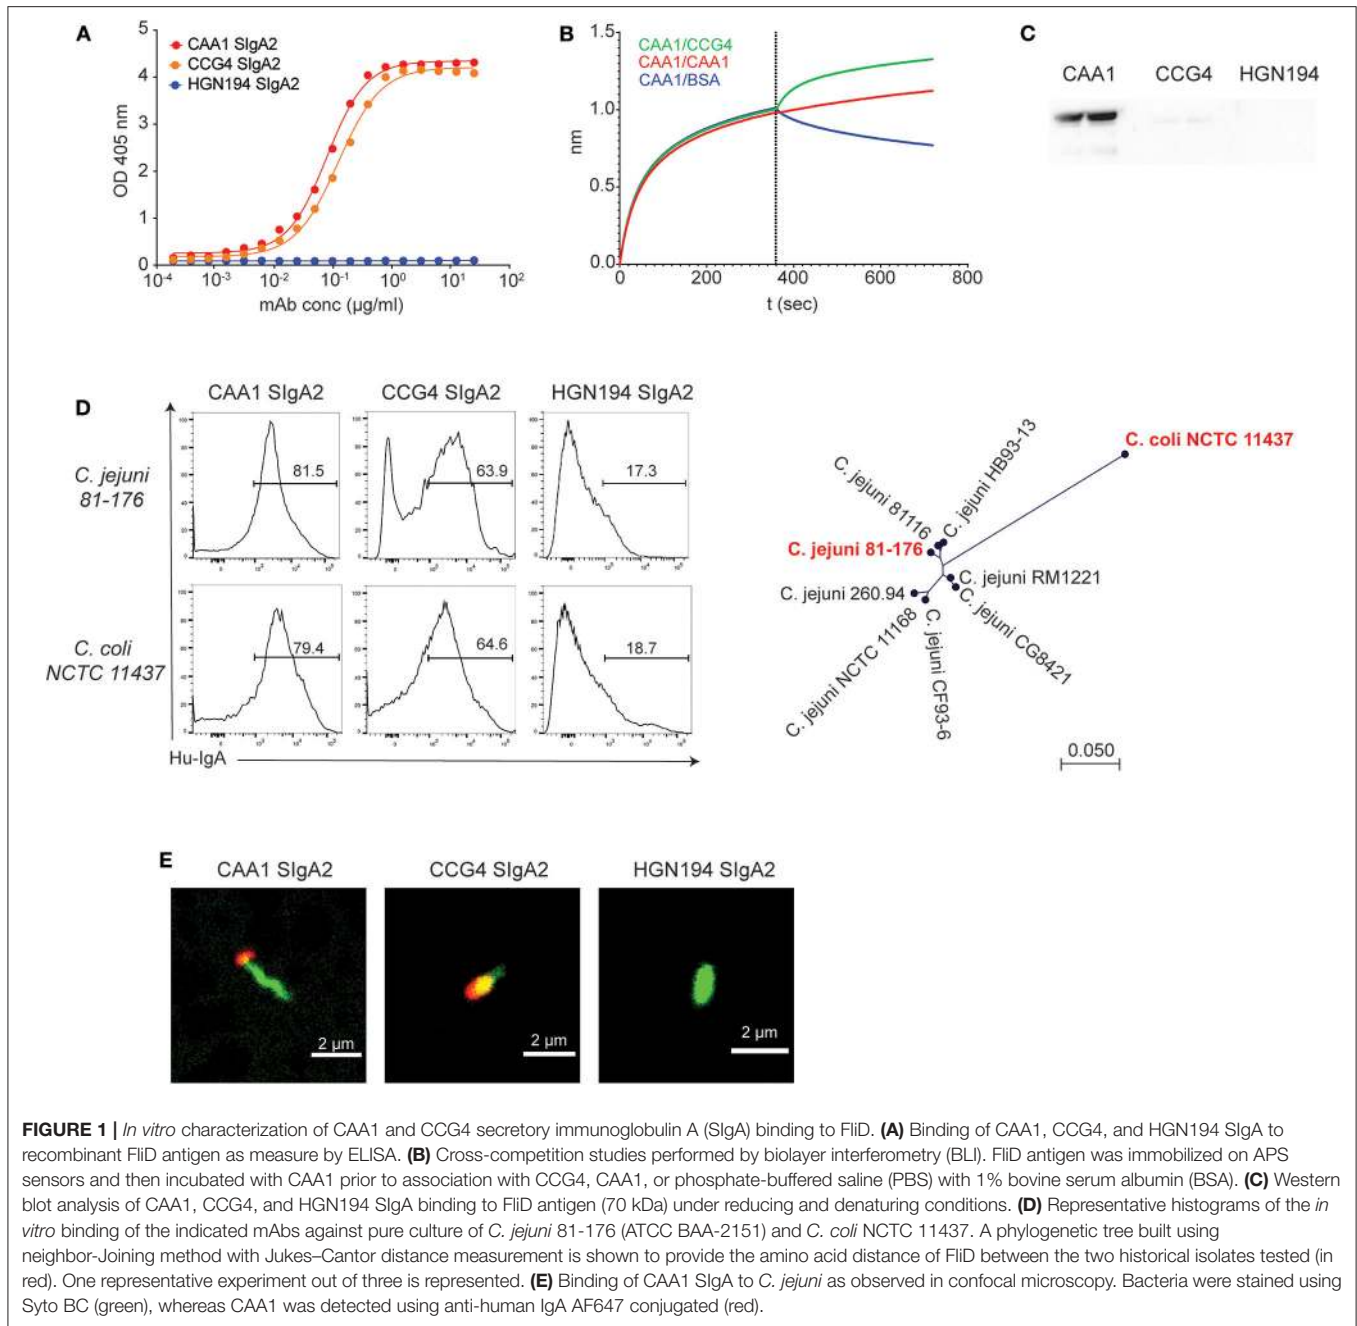 A
5
4
3
2
1
0
OD 405 nm
CAA1 SIgA2
CCG4 SIgA2
HGN194 SIgA2
10⁻⁴
10⁻³
10⁻²
10⁻¹
10⁰
10¹
10²
mAb conc (µg/ml)
B
1.5
1.0
0.5
0.0
nm
CAA1/CCG4
CAA1/CAA1
CAA1/BSA
0
200
400
600
800
t (sec)
C
CAA1
CCG4
HGN194
D
CAA1 SIgA2
CCG4 SIgA2
HGN194 SIgA2
C. jejuni
81-176
81.5
63.9
17.3
C. coli
NCTC 11437
79.4
64.6
18.7
Hu-IgA
C. coli NCTC 11437
C. jejuni HB93-13
C. jejuni 81116
C. jejuni 81-176
C. jejuni RM1221
C. jejuni 260.94
C. jejuni CG8421
C. jejuni NCTC 11168
C. jejuni CF93-6
0.050
E
CAA1 SIgA2
CCG4 SIgA2
HGN194 SIgA2
2 µm
2 µm
2 µm
FIGURE 1 | In vitro characterization of CAA1 and CCG4 secretory immunoglobulin A (SIgA) binding to FliD. (A) Binding of CAA1, CCG4, and HGN194 SIgA to
recombinant FliD antigen as measure by ELISA. (B) Cross-competition studies performed by biolayer interferometry (BLI). FliD antigen was immobilized on APS
sensors and then incubated with CAA1 prior to association with CCG4, CAA1, or phosphate-buffered saline (PBS) with 1% bovine serum albumin (BSA). (C) Western
blot analysis of CAA1, CCG4, and HGN194 SIgA binding to FliD antigen (70 kDa) under reducing and denaturing conditions. (D) Representative histograms of the in
vitro binding of the indicated mAbs against pure culture of C. jejuni 81-176 (ATCC BAA-2151) and C. coli NCTC 11437. A phylogenetic tree built using
neighbor-Joining method with Jukes–Cantor distance measurement is shown to provide the amino acid distance of FliD between the two historical isolates tested (in
red). One representative experiment out of three is represented. (E) Binding of CAA1 SIgA to C. jejuni as observed in confocal microscopy. Bacteria were stained using
Syto BC (green), whereas CAA1 was detected using anti-human IgA AF647 conjugated (red).